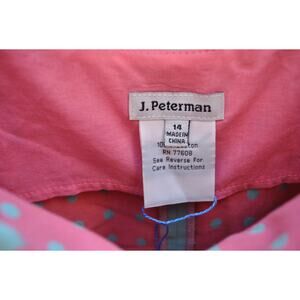 J. Peterman
14
MADE IN
CHINA
RN 77608
See Reverse For
Care Instructions